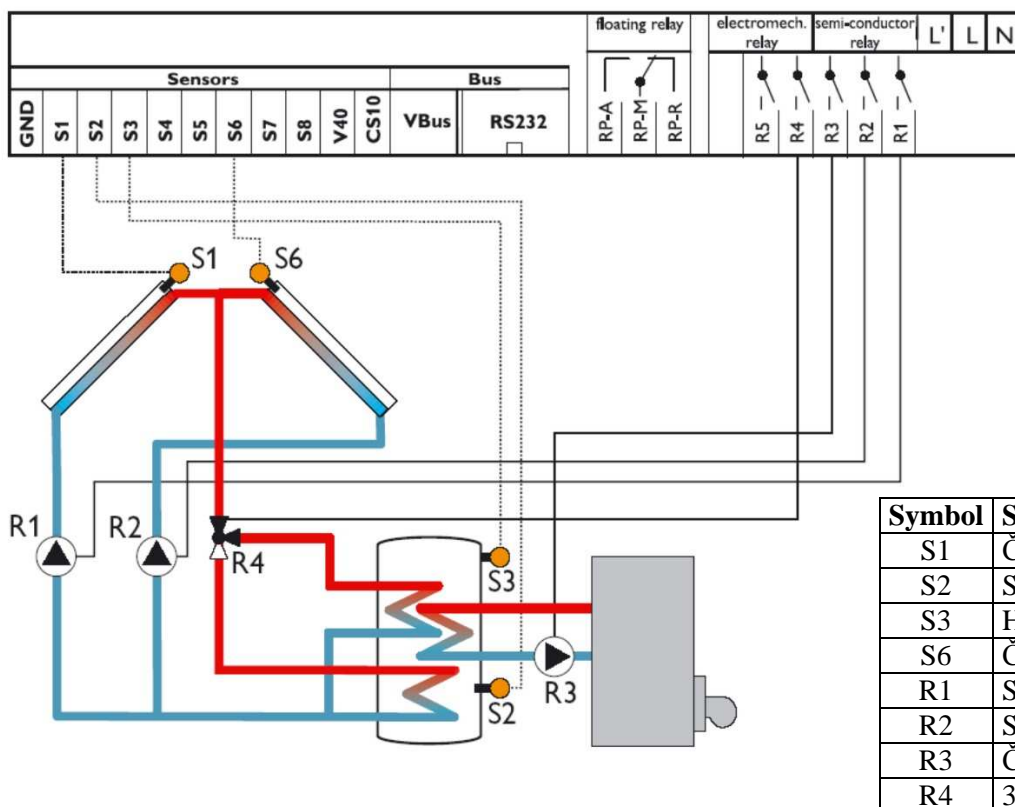 floating relay
electromech. relay
semi-conductor relay
L' L N
Sensors
Bus
GND S1 S2 S3 S4 S5 S6 S7 S8 V40 CS10 VBus RS232
RP-A RP-M RP-R
R5 R4 R3 R2 R1
S1 S6
R1 R2 R4
S3
R3
S2
Symbol
S1
S2
S3
S6
R1
R2
R3
R4 3